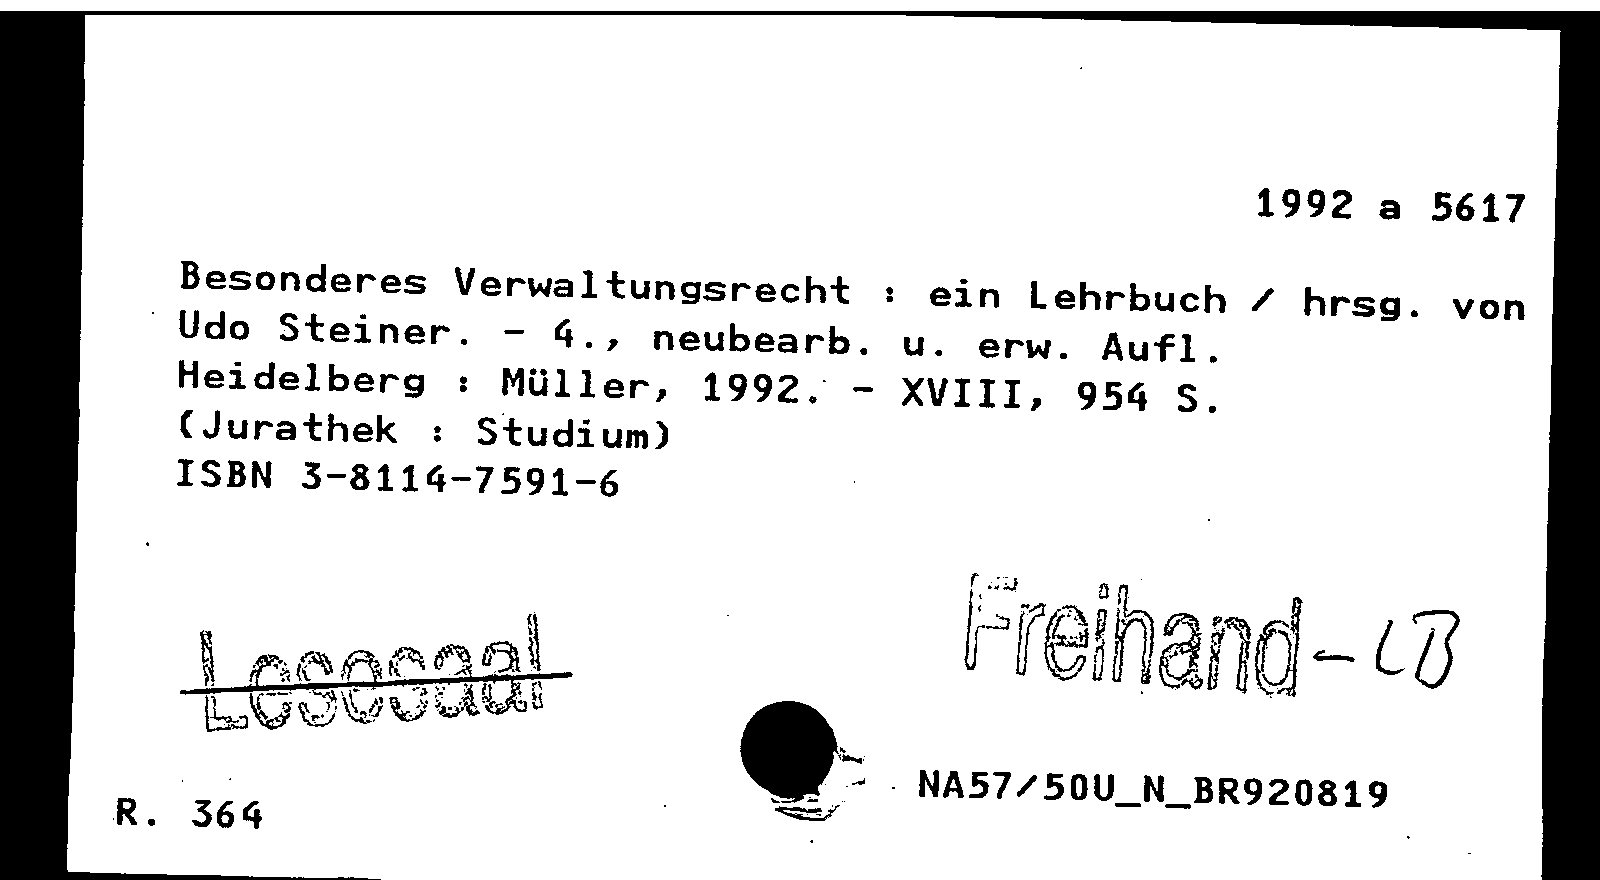 1992 a 5617
Besonderes Verwaltungsrecht : ein Lehrbuch / hrsg. von
Udo Steiner. - 4., neubearb. u. erw. Aufl.
Heidelberg : Müller, 1992. - XVIII, 954 S.
(Jurathek : Studium)
ISBN 3-8114-7591-6
Freihand - LB
Lesesaal
NA57/50U_N_BR920819
R. 364